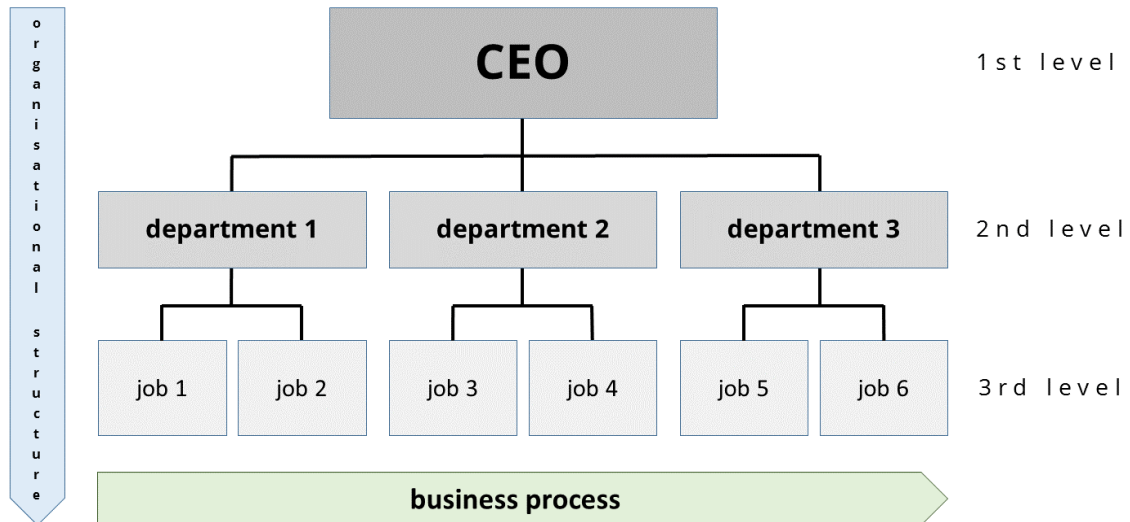 organisational structure
CEO
1st level
department 1
department 2
department 3
2nd level
job 1
job 2
job 3
job 4
job 5
job 6
3rd level
business process